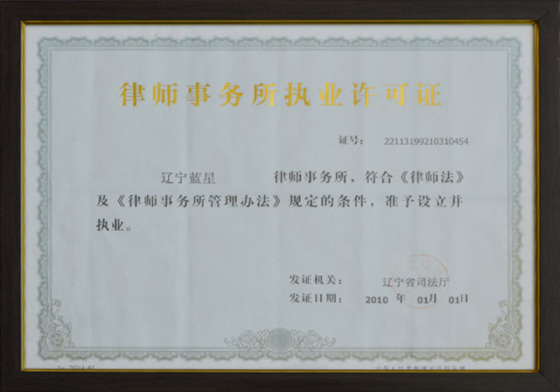 律师事务所执业许可证
证号: 22113199210310454
辽宁蓝星 律师事务所，符合《律师法》
及《律师事务所管理办法》规定的条件，准予设立并
执业。
发证机关: 辽宁省司法厅
发证日期: 2010 年 01月 01日